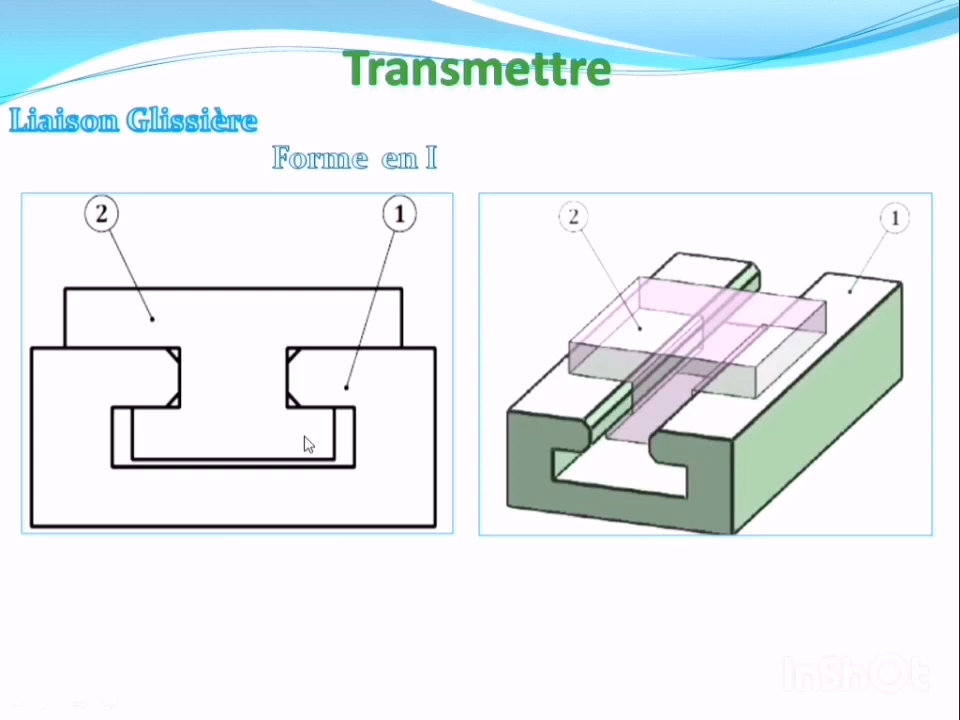 Transmettre
Liaison Glissière
Forme en I
2
1
2
1
InShOt